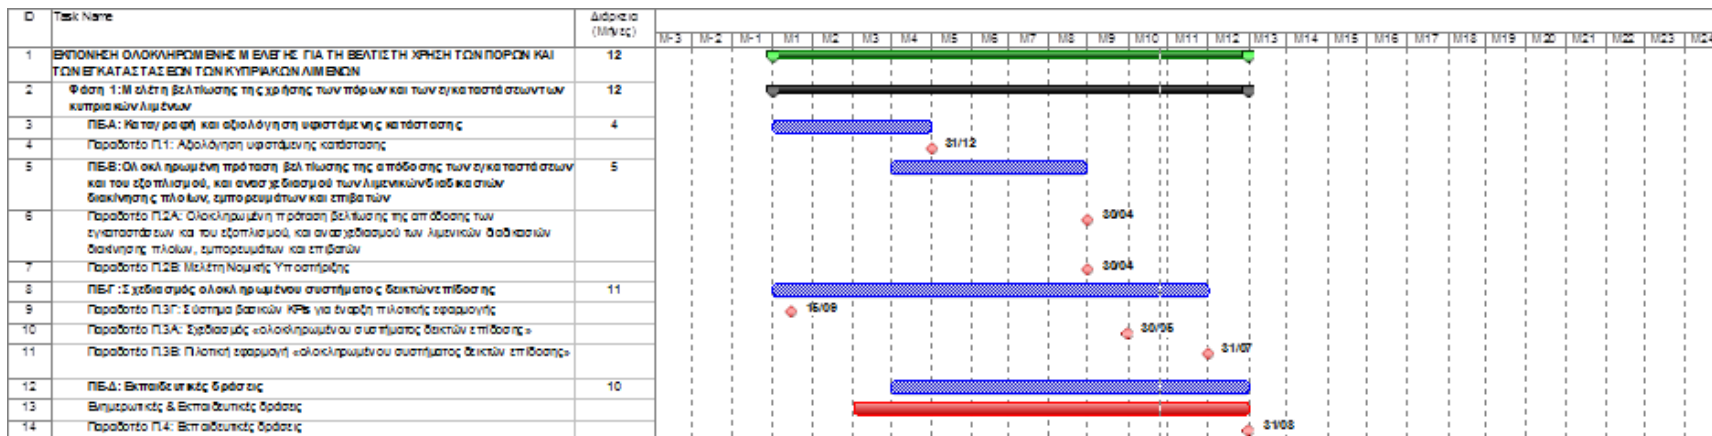 ID Task Name Διάρκεια
(Μήνες)
M-3 M-2 M-1 M1 M2 M3 M4 M5 M6 M7 M8 M9 M10 M11 M12 M13 M14 M15 M16 M17 M18 M19 M20 M21 M22 M23 M24
1 ΕΚΠΟΝΗΣΗ ΟΛΟΚΛΗΡΩΜΕΝΗΣ ΜΕΛΕΤΗΣ ΓΙΑ ΤΗ ΒΕΛΤΙΣΤΗ ΧΡΗΣΗ ΤΩΝ ΠΟΡΩΝ ΚΑΙ 12
ΤΩΝ ΕΓΚΑΤΑΣΤΑΣΕΩΝ ΤΩΝ ΚΥΠΡΙΑΚΩΝ ΛΙΜΕΝΩΝ
2 Φάση 1: Μελέτη βελτίωσης της χρήσης των πόρων και των εγκαταστάσεων των 12
κυπριακών λιμένων
3 ΠΕ-Α: Καταγραφή και αξιολόγηση υφιστάμενης κατάστασης 4
4 Παραδοτέο Π.1: Αξιολόγηση υφιστάμενης κατάστασης 31/12
5 ΠΕ-Β: Ολοκληρωμένη πρόταση βελτίωσης της απόδοσης των εγκαταστάσεων 5
και του εξοπλισμού, και ανασχεδιασμού των λιμενικών διαδικασιών
διακίνησης πλοίων, εμπορευμάτων και επιβατών
6 Παραδοτέο Π.2Α: Ολοκληρωμένη πρόταση βελτίωσης της απόδοσης των 30/04
εγκαταστάσεων και του εξοπλισμού, και ανασχεδιασμού των λιμενικών διαδικασιών
διακίνησης πλοίων, εμπορευμάτων και επιβατών
7 Παραδοτέο Π.2Β: Μελέτη Νομικής Υποστήριξης 30/04
8 ΠΕ-Γ: Σχεδιασμός ολοκληρωμένου συστήματος δεικτών επίδοσης 11
9 Παραδοτέο Π.3Γ: Σύστημα βασικών KPIs για έναρξη πιλοτικής εφαρμογής 15/09
10 Παραδοτέο Π.3Α: Σχεδιασμός «ολοκληρωμένου συστήματος δεικτών επίδοσης» 30/05
11 Παραδοτέο Π.3Β: Πιλοτική εφαρμογή «ολοκληρωμένου συστήματος δεικτών επίδοσης» 31/07
12 ΠΕ-Δ: Εκπαιδευτικές δράσεις 10
13 Ενημερωτικές & Εκπαιδευτικές δράσεις
14 Παραδοτέο Π.4: Εκπαιδευτικές δράσεις 31/08